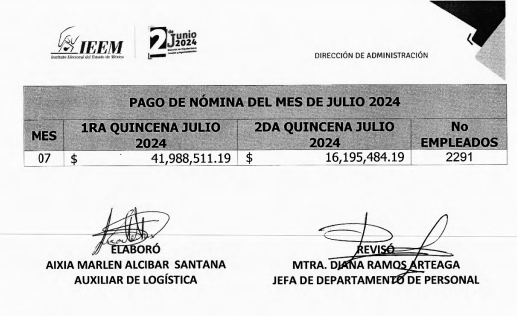 IEEM
Instituto Electoral del Estado de México
2 de Junio 2024
DIRECCIÓN DE ADMINISTRACIÓN
PAGO DE NÓMINA DEL MES DE JULIO 2024
MES 1RA QUINCENA JULIO 2024 2DA QUINCENA JULIO 2024 No EMPLEADOS
07 $ 41,988,511.19 $ 16,195,484.19 2291
ELABORÓ
AIXIA MARLEN ALCIBAR SANTANA
AUXILIAR DE LOGÍSTICA
REVISÓ
MTRA. DIANA RAMOS ARTEAGA
JEFA DE DEPARTAMENTO DE PERSONAL